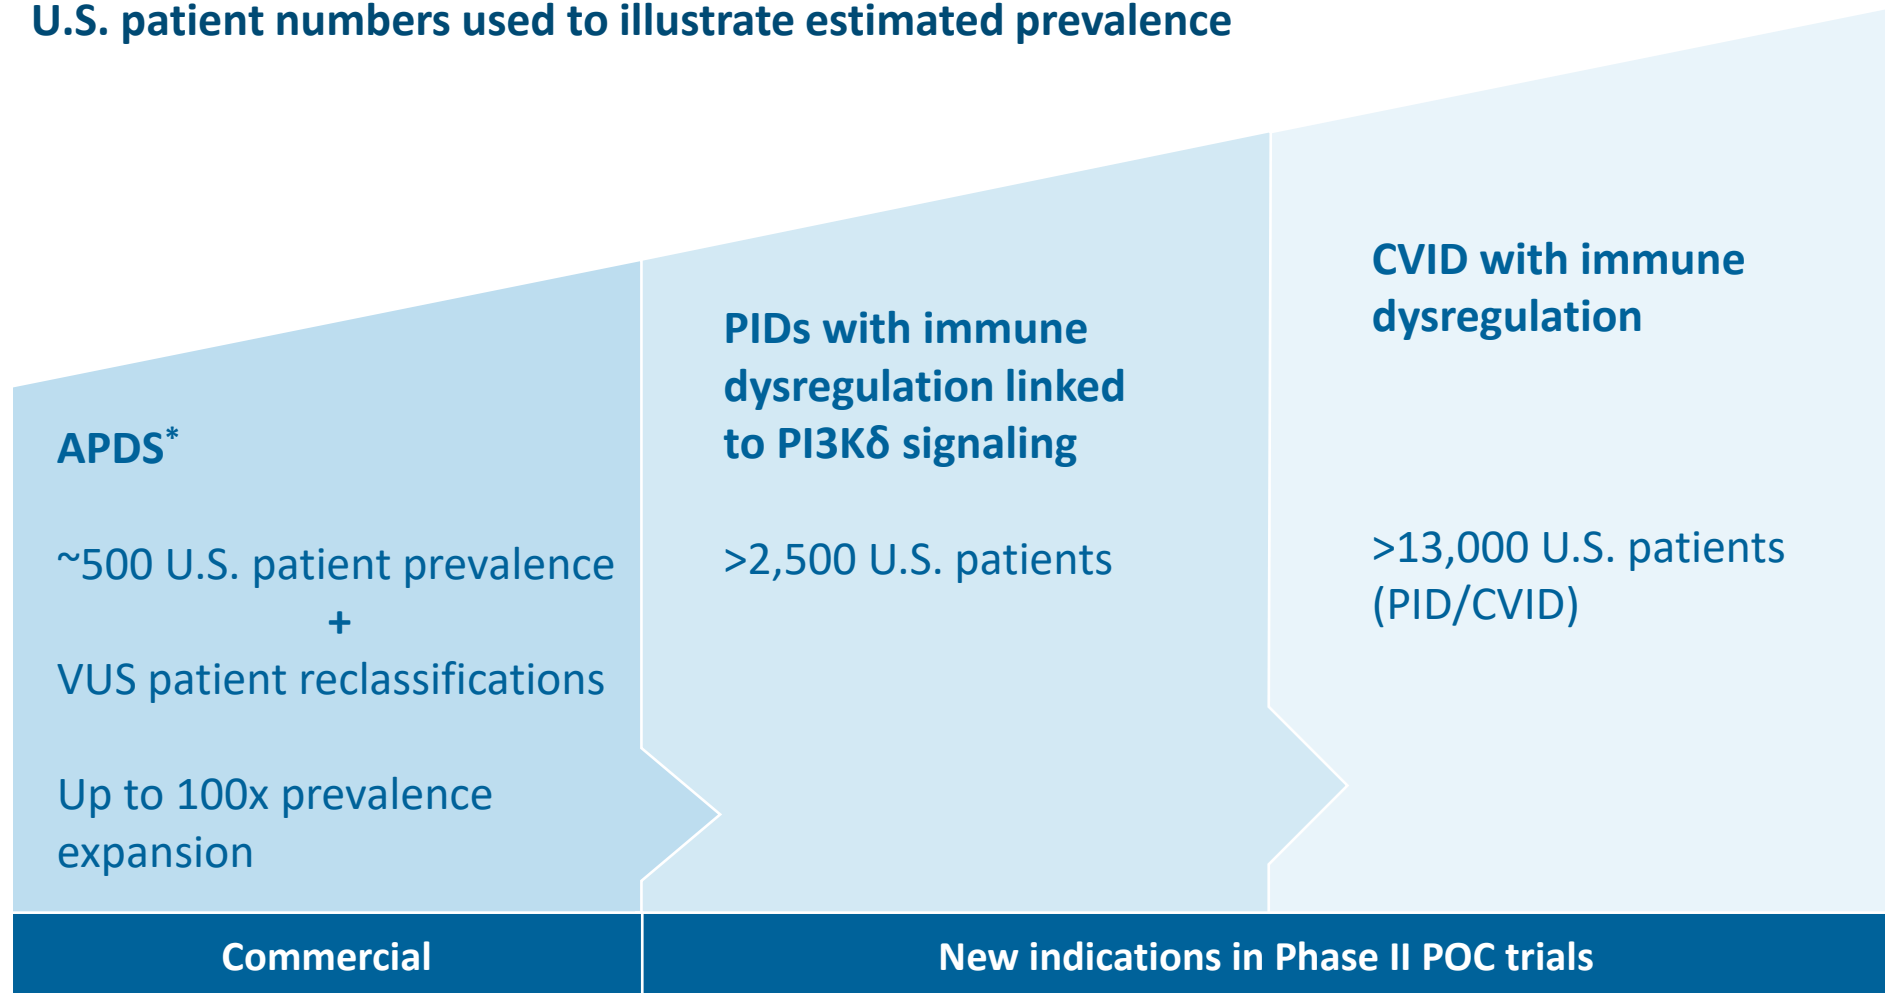 U.S. patient numbers used to illustrate estimated prevalence
APDS*
~500 U.S. patient prevalence
+
VUS patient reclassifications
Up to 100x prevalence
expansion
PIDs with immune
dysregulation linked
to PI3Kδ signaling
>2,500 U.S. patients
CVID with immune
dysregulation
>13,000 U.S. patients
(PID/CVID)
Commercial
New indications in Phase II POC trials